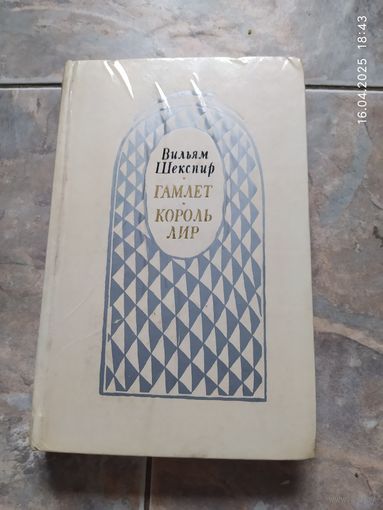 16.04.2025 18:43
Вильям
Шекспир
ГАМЛЕТ
КОРОЛЬ
ЛИР